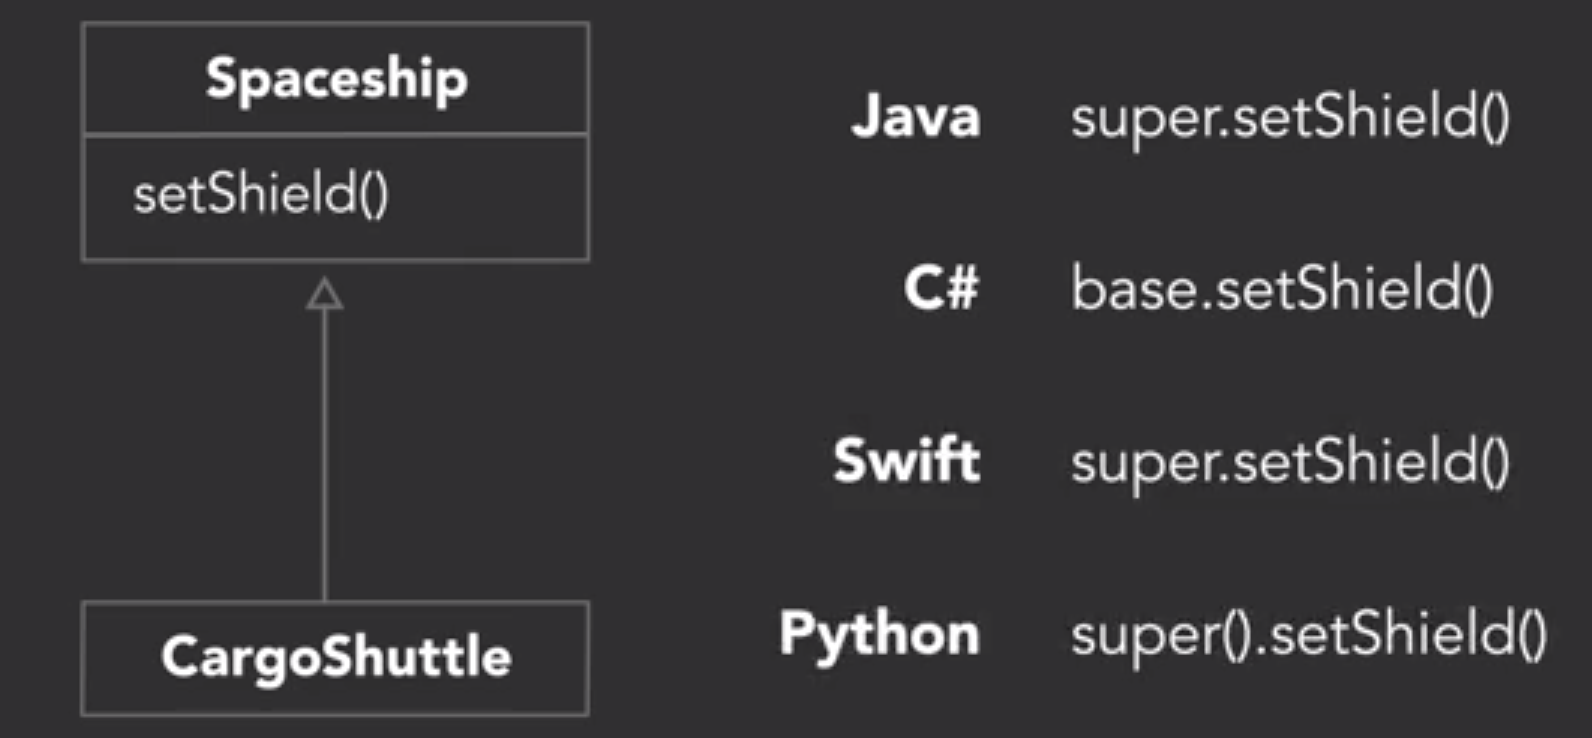 Spaceship
setShield()
CargoShuttle
Java super.setShield()
C# base.setShield()
Swift super.setShield()
Python super().setShield()